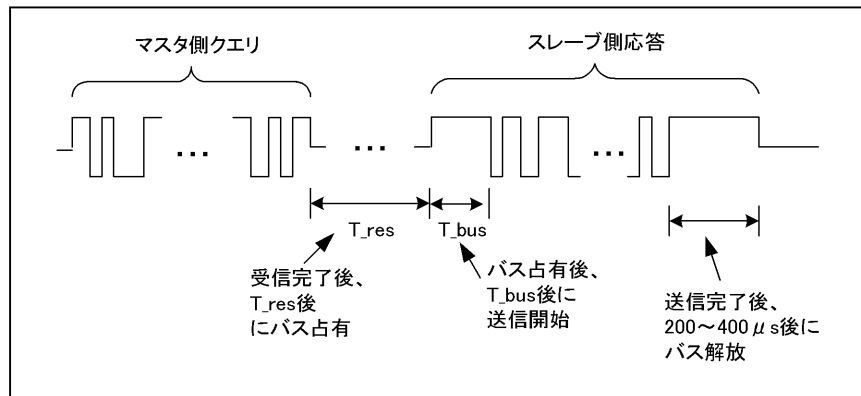 マスタ側クエリ
スレーブ側応答
T_res
T_bus
受信完了後、
T_res後
にバス占有
バス占有後、
T_bus後に
送信開始
送信完了後、
200～400μs後に
バス解放